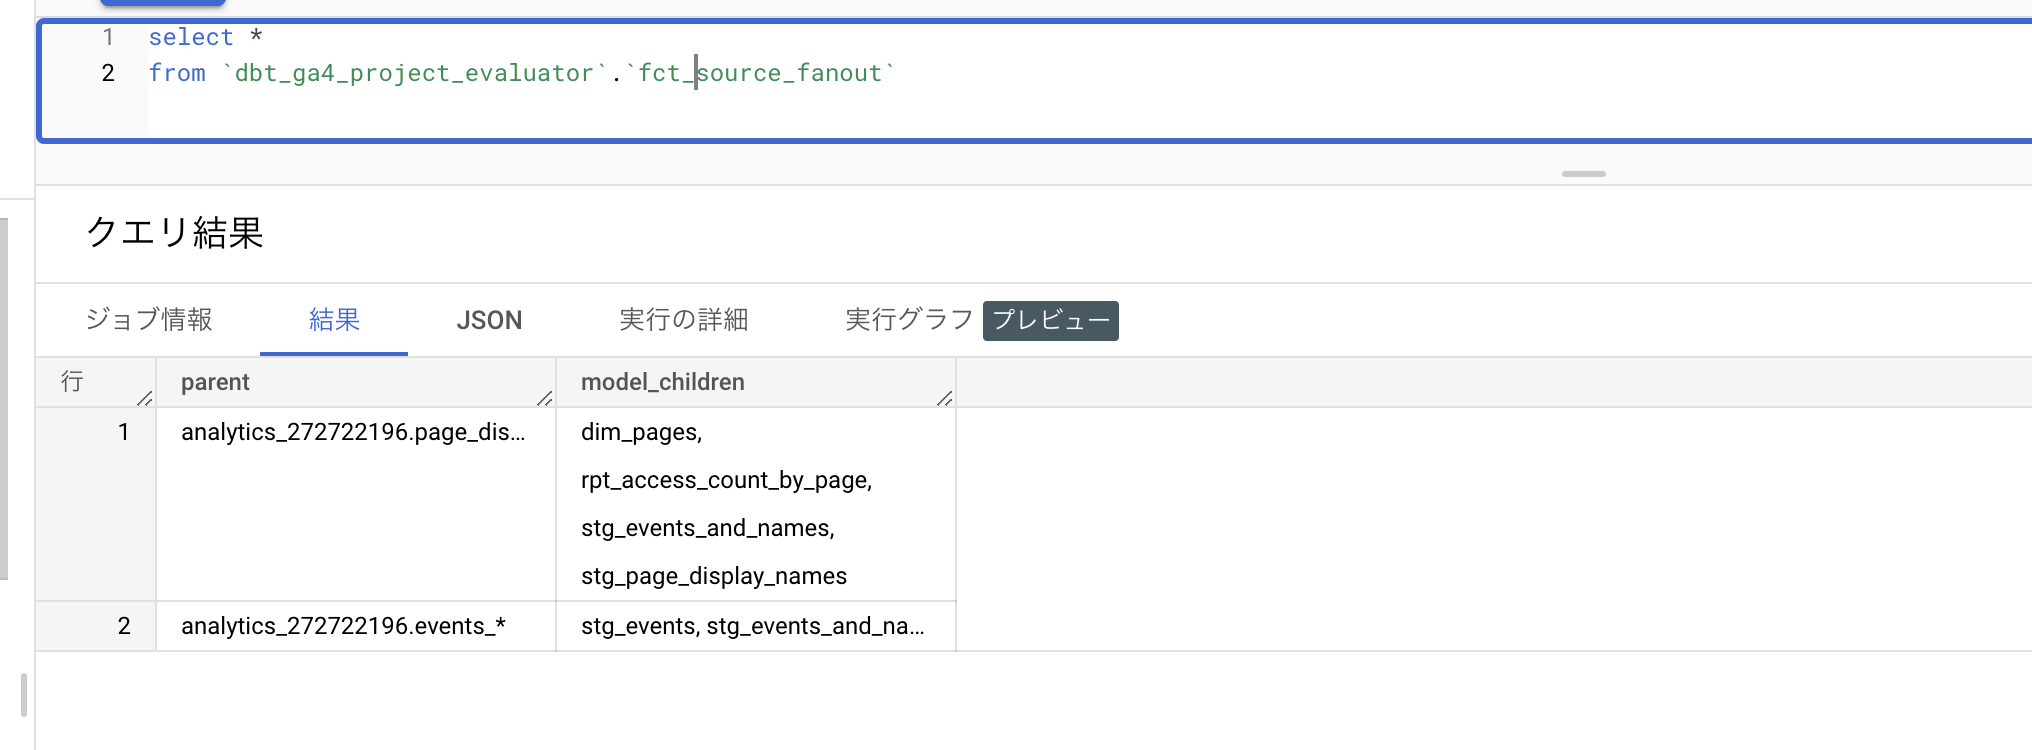 1 select *
2 from `dbt_ga4_project_evaluator`.`fct_source_fanout`
クエリ結果
ジョブ情報 結果 JSON 実行の詳細 実行グラフ プレビュー
行 parent model_children
1 analytics_272722196.page_dis... dim_pages,
rpt_access_count_by_page,
stg_events_and_names,
stg_page_display_names
2 analytics_272722196.events_* stg_events, stg_events_and_na...